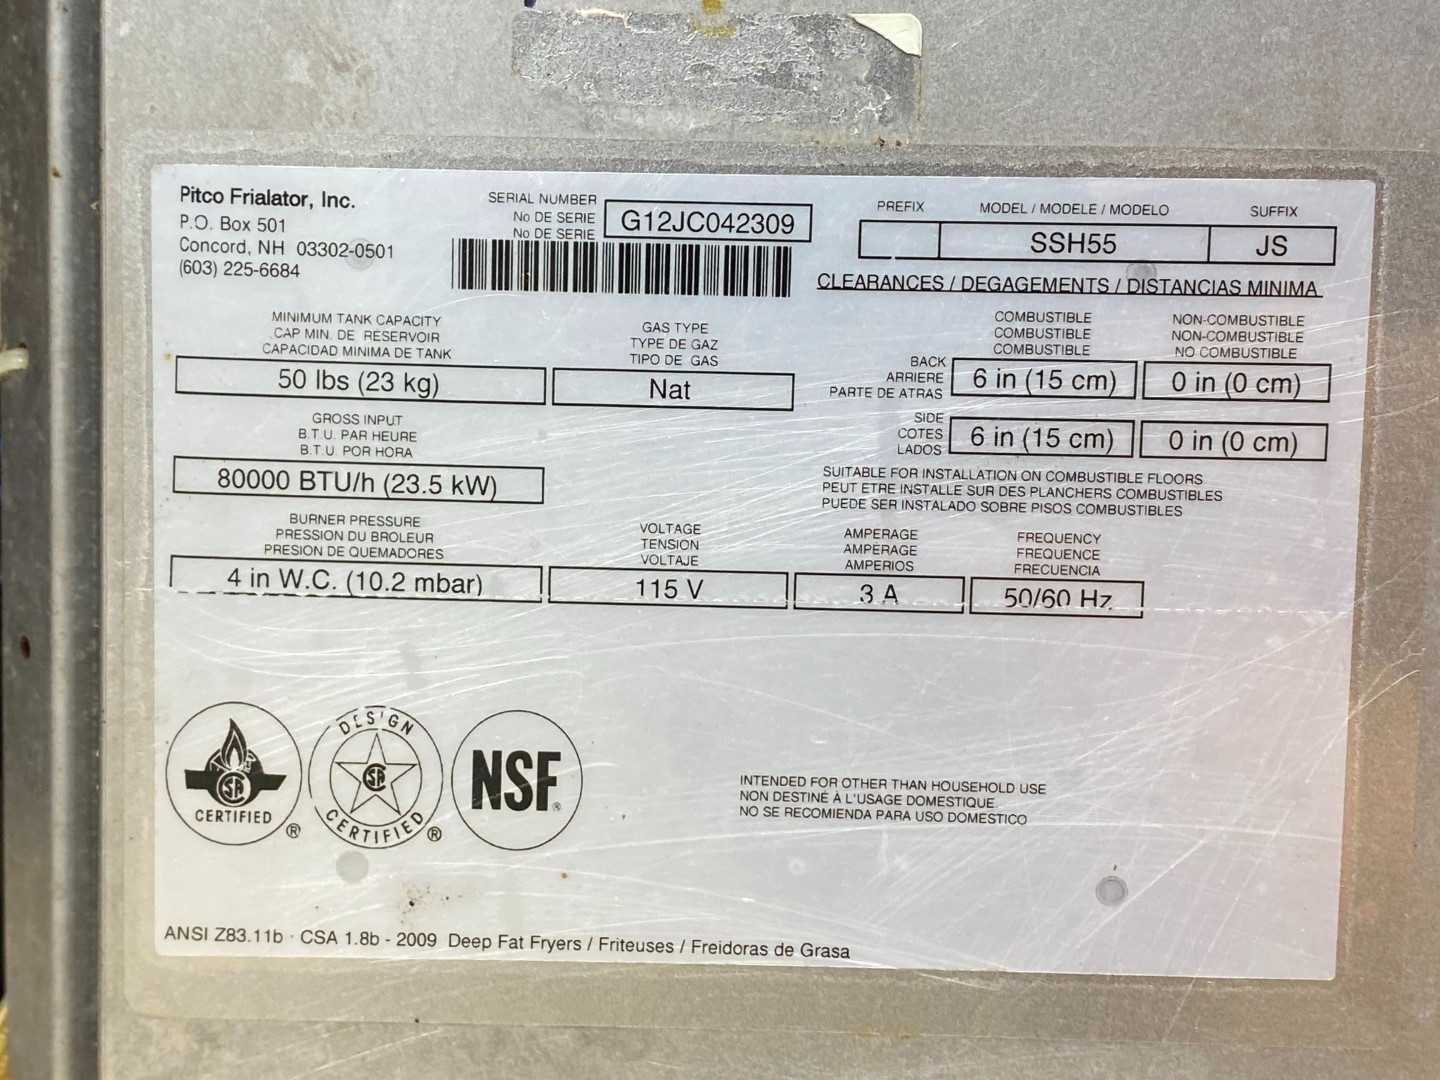 Pitco Frialator, Inc.
P.O. Box 501
Concord, NH 03302-0501
(603) 225-6684
SERIAL NUMBER
No DE SERIE
No DE SERIE
G12JC042309
PREFIX
MODEL / MODELE / MODELO
SUFFIX
SSH55
JS
CLEARANCES / DEGAGEMENTS / DISTANCIAS MINIMA
MINIMUM TANK CAPACITY
CAP MIN. DE RESERVOIR
CAPACIDAD MINIMA DE TANK
50 lbs (23 kg)
GAS TYPE
TYPE DE GAZ
TIPO DE GAS
Nat
COMBUSTIBLE
COMBUSTIBLE
COMBUSTIBLE
NON-COMBUSTIBLE
NON-COMBUSTIBLE
NO COMBUSTIBLE
BACK
ARRIERE
PARTE DE ATRAS
6 in (15 cm)
0 in (0 cm)
SIDE
COTES
LADOS
6 in (15 cm)
0 in (0 cm)
GROSS INPUT
B.T.U. PAR HEURE
B.T.U. POR HORA
80000 BTU/h (23.5 kW)
SUITABLE FOR INSTALLATION ON COMBUSTIBLE FLOORS
PEUT ETRE INSTALLE SUR DES PLANCHERS COMBUSTIBLES
PUEDE SER INSTALADO SOBRE PISOS COMBUSTIBLES
BURNER PRESSURE
PRESSION DU BROLEUR
PRESION DE QUEMADORES
4 in W.C. (10.2 mbar)
VOLTAGE
TENSION
VOLTAJE
115 V
AMPERAGE
AMPERAGE
AMPERIOS
3 A
FREQUENCY
FREQUENCE
FRECUENCIA
50/60 Hz
SA
CERTIFIED ®
DESIGN
SA
CERTIFIED ®
NSF®
INTENDED FOR OTHER THAN HOUSEHOLD USE
NON DESTINÉ À L'USAGE DOMESTIQUE.
NO SE RECOMIENDA PARA USO DOMESTICO
ANSI Z83.11b · CSA 1.8b - 2009 Deep Fat Fryers / Friteuses / Freidoras de Grasa